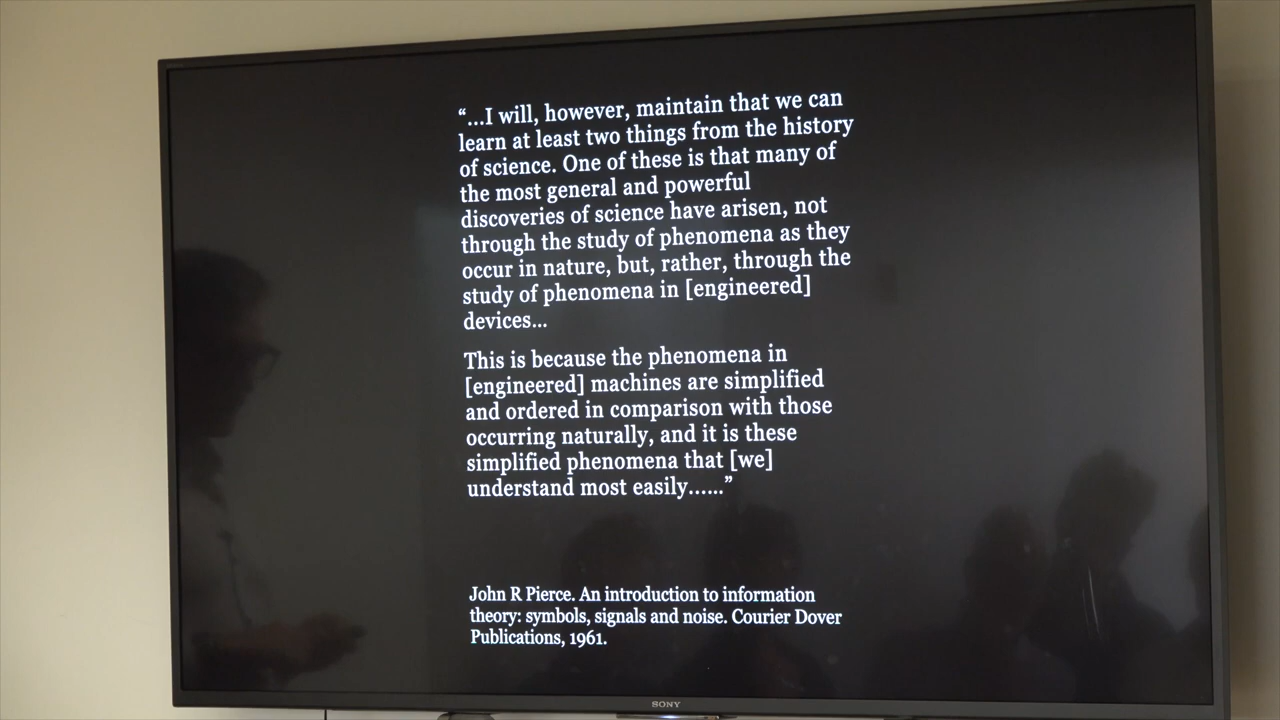 “...I will, however, maintain that we can
learn at least two things from the history
of science. One of these is that many of
the most general and powerful
discoveries of science have arisen, not
through the study of phenomena as they
occur in nature, but, rather, through the
study of phenomena in [engineered]
devices...
This is because the phenomena in
[engineered] machines are simplified
and ordered in comparison with those
occurring naturally, and it is these
simplified phenomena that [we]
understand most easily......”
John R Pierce. An introduction to information
theory: symbols, signals and noise. Courier Dover
Publications, 1961.
SONY